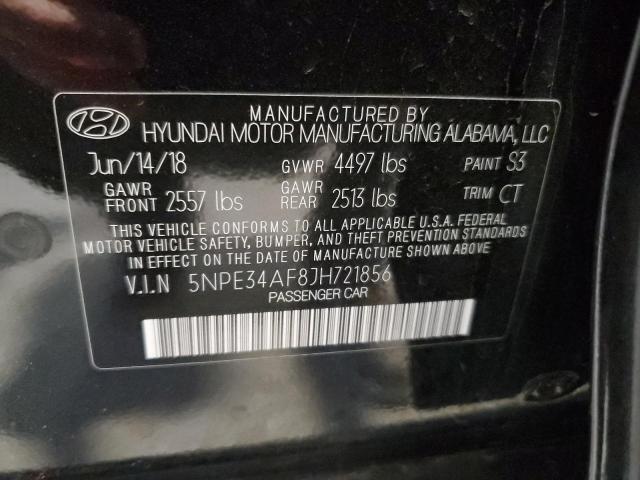 MANUFACTURED BY
HYUNDAI MOTOR MANUFACTURING ALABAMA, LLC
Jun/14/18 GVWR 4497 lbs PAINT S3
GAWR FRONT 2557 lbs GAWR REAR 2513 lbs TRIM CT
THIS VEHICLE CONFORMS TO ALL APPLICABLE U.S.A. FEDERAL
MOTOR VEHICLE SAFETY, BUMPER, AND THEFT PREVENTION STANDARDS
IN EFFECT ON THE DATE OF MANUFACTURE SHOWN ABOVE
V.I.N 5NPE34AF8JH721856
PASSENGER CAR